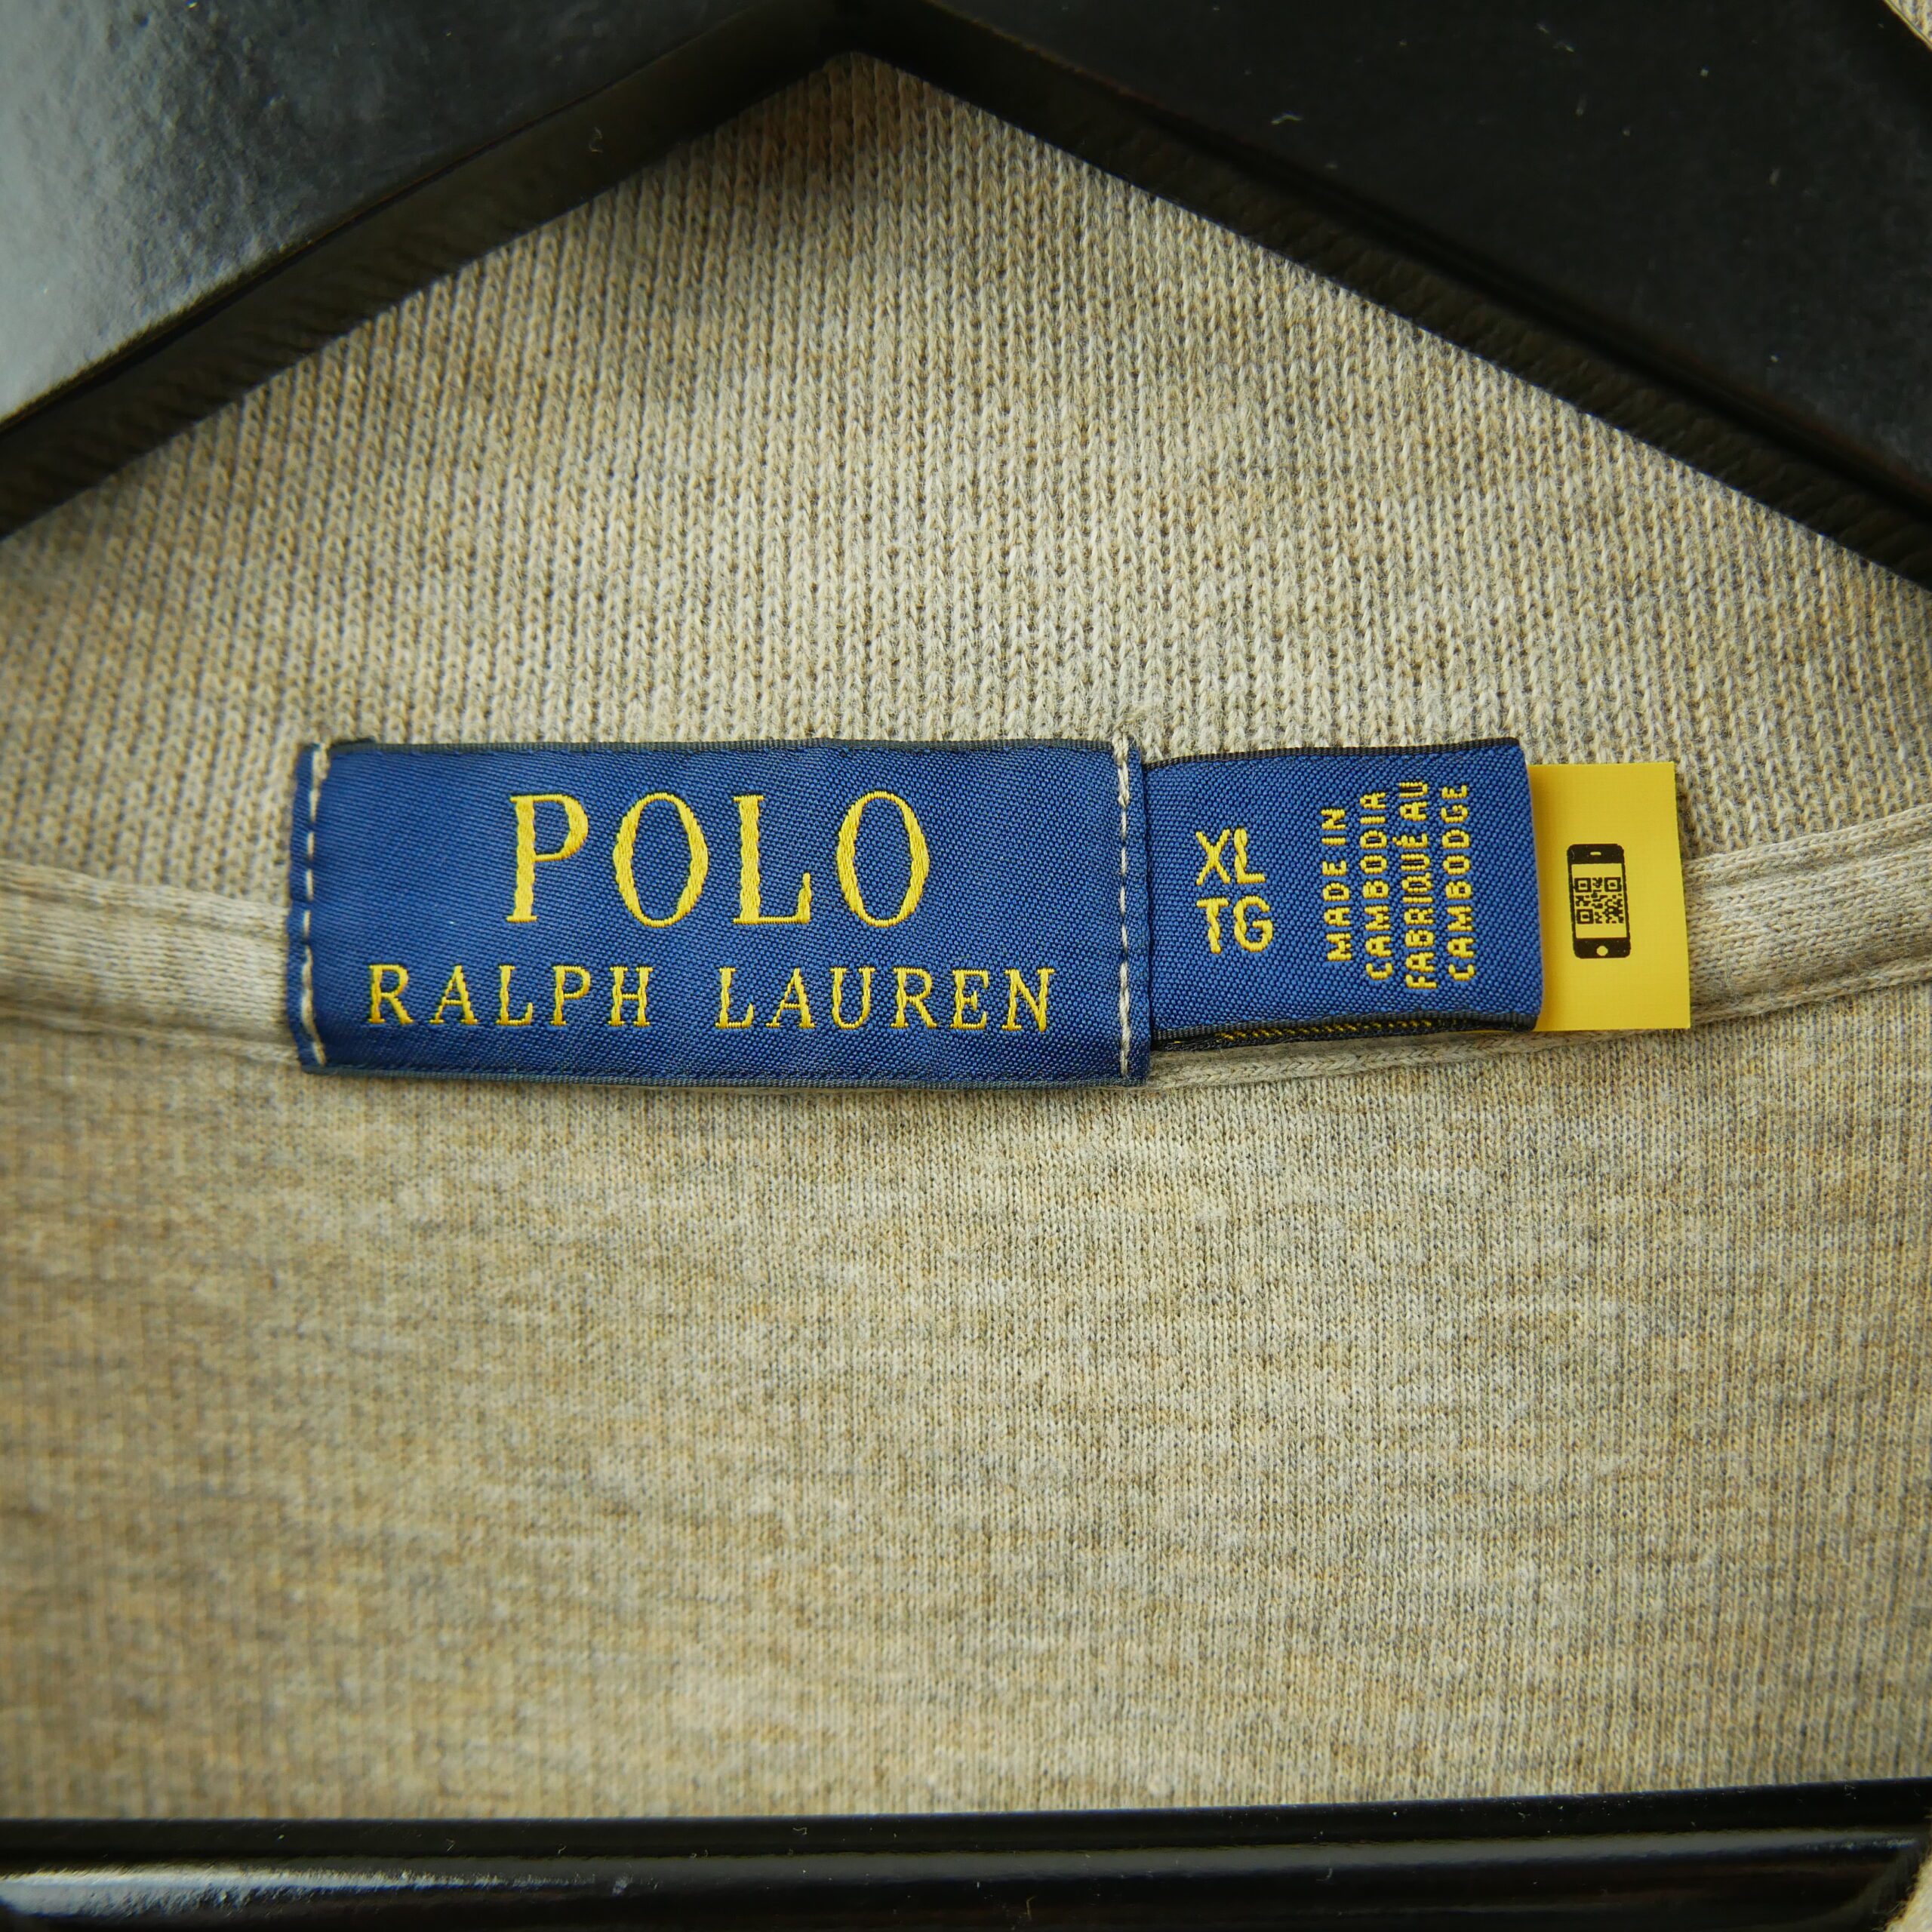 POLO
RALPH LAUREN
XL
TG
MADE IN
CAMBODIA
FABRIQUÉ AU
CAMBODGE